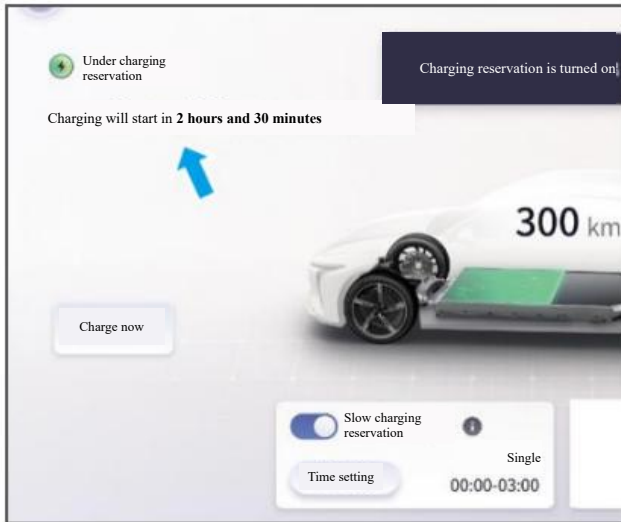 Under charging
reservation
Charging reservation is turned on!
Charging will start in 2 hours and 30 minutes
300 km
Charge now
Slow charging
reservation
Single
Time setting
00:00-03:00